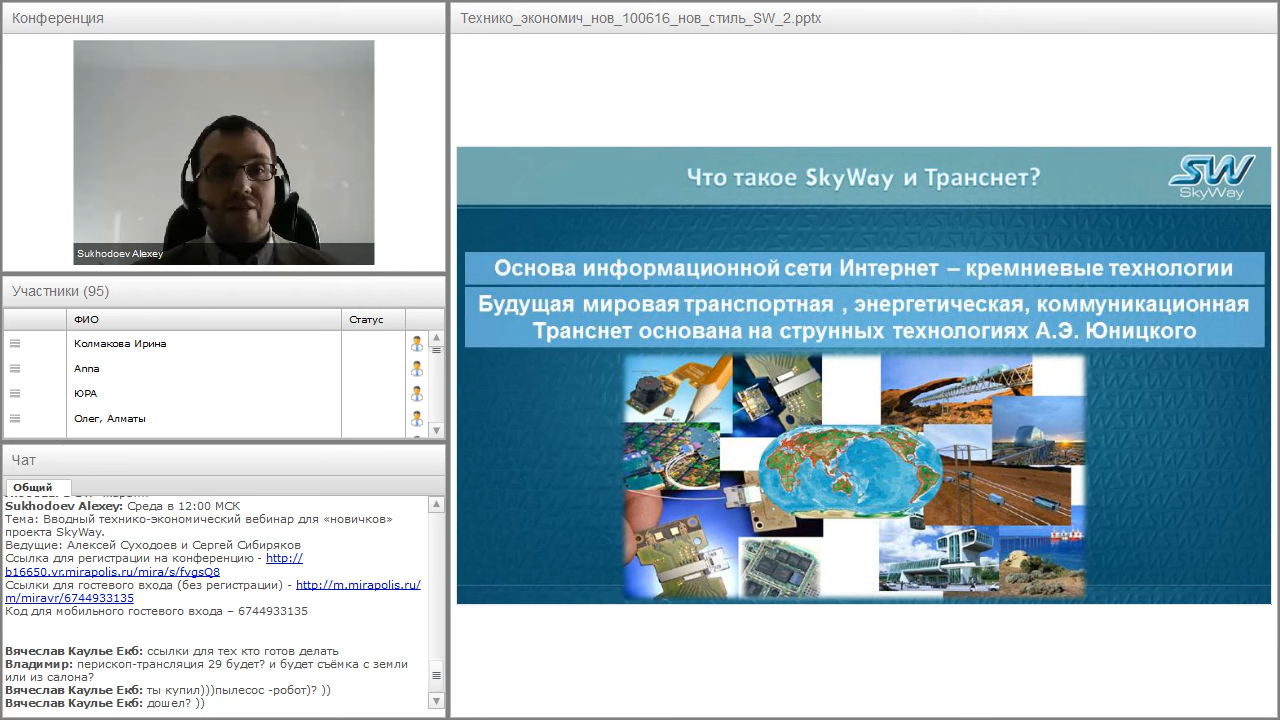 Конференция
Sukhodoev Alexey
Участники (95)
ФИО
Статус
Колмакова Ирина
Anna
ЮРА
Олег, Алматы
Чат
Общий
Sukhodoev Alexey: Среда в 12:00 МСК
Тема: Вводный технико-экономический вебинар для «новичков»
проекта SkyWay.
Ведущие: Алексей Суходоев и Сергей Сибиряков
Ссылка для регистрации на конференцию - http://
b16650.vr.mirapolis.ru/mira/s/fvgsQ8
Ссылки для гостевого входа (без регистрации) - http://m.mirapolis.ru/
m/miravr/6744933135
Код для мобильного гостевого входа – 6744933135
Вячеслав Каулье Екб: ссылки для тех кто готов делать
Владимир: перископ-трансляция 29 будет? и будет съёмка с земли
или из салона?
Вячеслав Каулье Екб: ты купил)))пылесос -робот)? ))
Вячеслав Каулье Екб: дошел? ))
Технико_экономич_нов_100616_нов_стиль_SW_2.pptx
Что такое SkyWay и Транснет?
SW
SkyWay
Основа информационной сети Интернет – кремниевые технологии
Будущая мировая транспортная , энергетическая, коммуникационная
Транснет основана на струнных технологиях А.Э. Юницкого